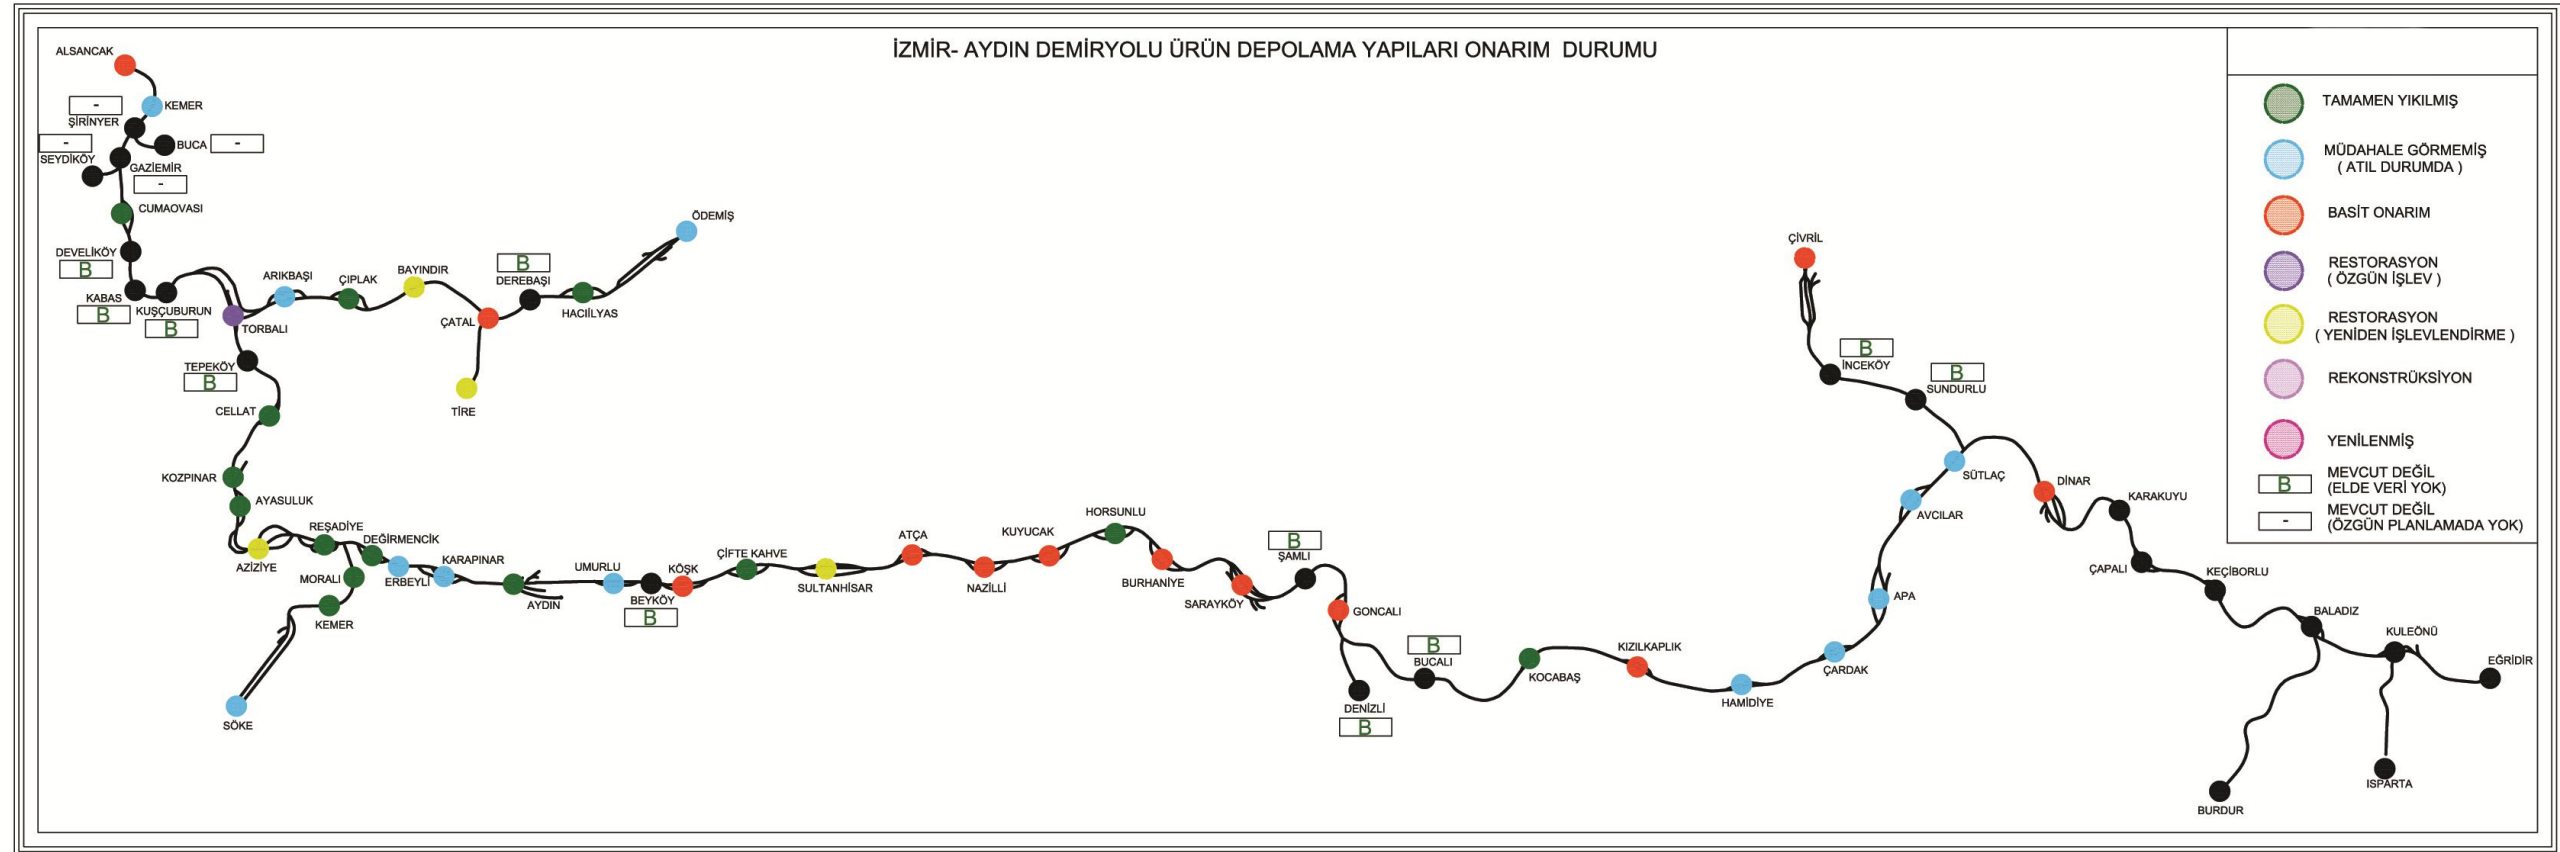 İZMİR- AYDIN DEMİRYOLU ÜRÜN DEPOLAMA YAPILARI ONARIM DURUMU
ALSANCAK
-
KEMER
ŞİRİNYER
-
BUCA
-
SEYDİKÖY
GAZİEMİR
-
CUMAOVASI
DEVELİKÖY
B
KABAS
B
KUŞÇUBURUN
B
TORBALI
ARIKBAŞI
ÇIPLAK
BAYINDIR
ÇATAL
TİRE
B
DEREBAŞI
HACIİLYAS
ÖDEMİŞ
TEPEKÖY
B
CELLAT
KOZPINAR
AYASULUK
AZİZİYE
REŞADİYE
MORALI
KEMER
SÖKE
DEĞİRMENCİK
ERBEYLİ
KARAPINAR
AYDIN
UMURLU
BEYKÖY
B
KÖŞK
ÇİFTE KAHVE
SULTANHİSAR
ATÇA
NAZİLLİ
KUYUCAK
HORSUNLU
BURHANİYE
SARAYKÖY
B
ŞAMLI
GONCALI
DENİZLİ
B
B
BUCALI
KOCABAŞ
KIZILKAPLIK
HAMİDİYE
ÇARDAK
APA
AVCILAR
SÜTLAÇ
B
SUNDURLU
B
İNCEKÖY
ÇİVRİL
DİNAR
KARAKUYU
ÇAPALI
KEÇİBORLU
BALADIZ
BURDUR
KULEÖNÜ
ISPARTA
EĞRİDİR
TAMAMEN YIKILMIŞ
MÜDAHALE GÖRMEMİŞ
( ATIL DURUMDA )
BASİT ONARIM
RESTORASYON
( ÖZGÜN İŞLEV )
RESTORASYON
( YENİDEN İŞLEVLENDİRME )
REKONSTRÜKSİYON
YENİLENMİŞ
B
MEVCUT DEĞİL
(ELDE VERİ YOK)
-
MEVCUT DEĞİL
(ÖZGÜN PLANLAMADA YOK)